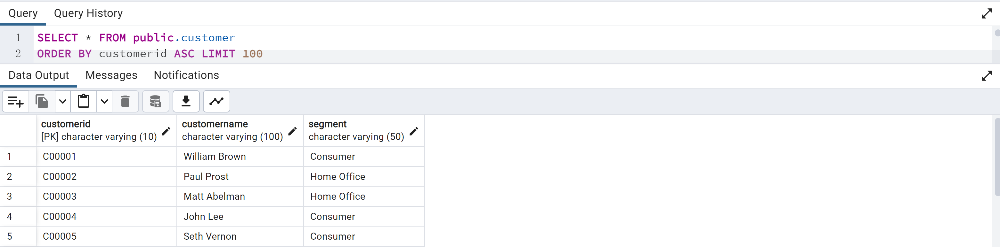 Query Query History
1 SELECT * FROM public.customer
2 ORDER BY customerid ASC LIMIT 100
Data Output Messages Notifications
customerid customername segment
[PK] character varying (10) character varying (100) character varying (50)
1 C00001 William Brown Consumer
2 C00002 Paul Prost Home Office
3 C00003 Matt Abelman Home Office
4 C00004 John Lee Consumer
5 C00005 Seth Vernon Consumer